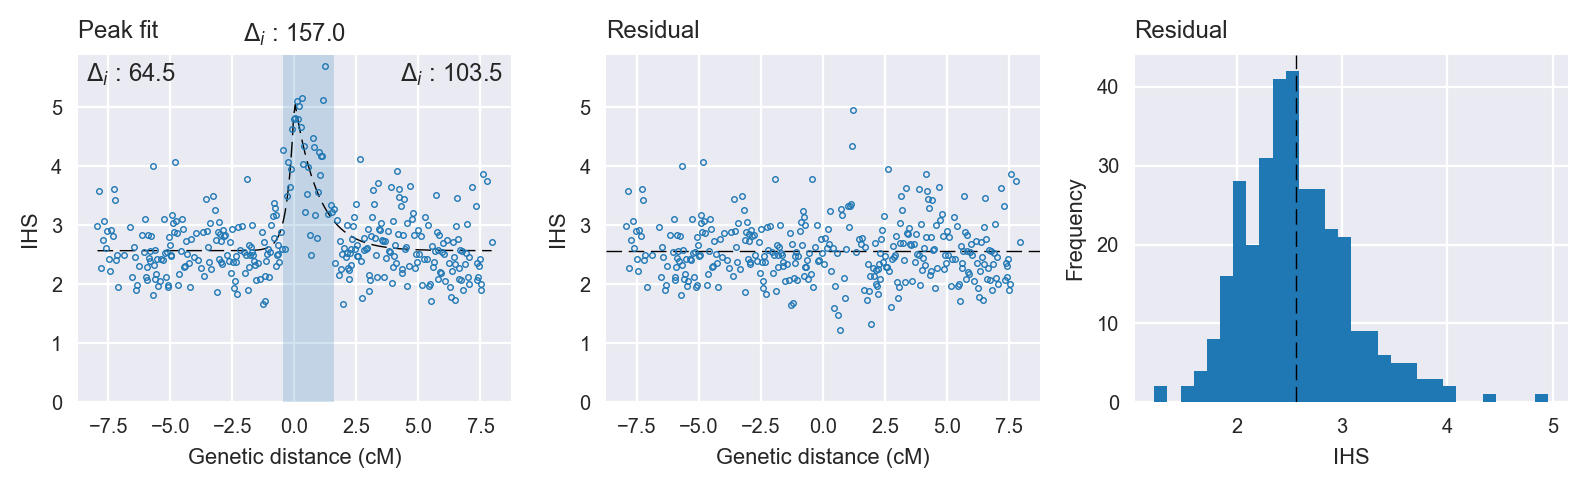 Peak fit
Δi : 157.0
Δi : 64.5
Δi : 103.5
IHS
5
4
3
2
1
0
−7.5 −5.0 −2.5 0.0 2.5 5.0 7.5
Genetic distance (cM)
Residual
IHS
5
4
3
2
1
0
−7.5 −5.0 −2.5 0.0 2.5 5.0 7.5
Genetic distance (cM)
Residual
Frequency
40
30
20
10
0
2 3 4 5
IHS